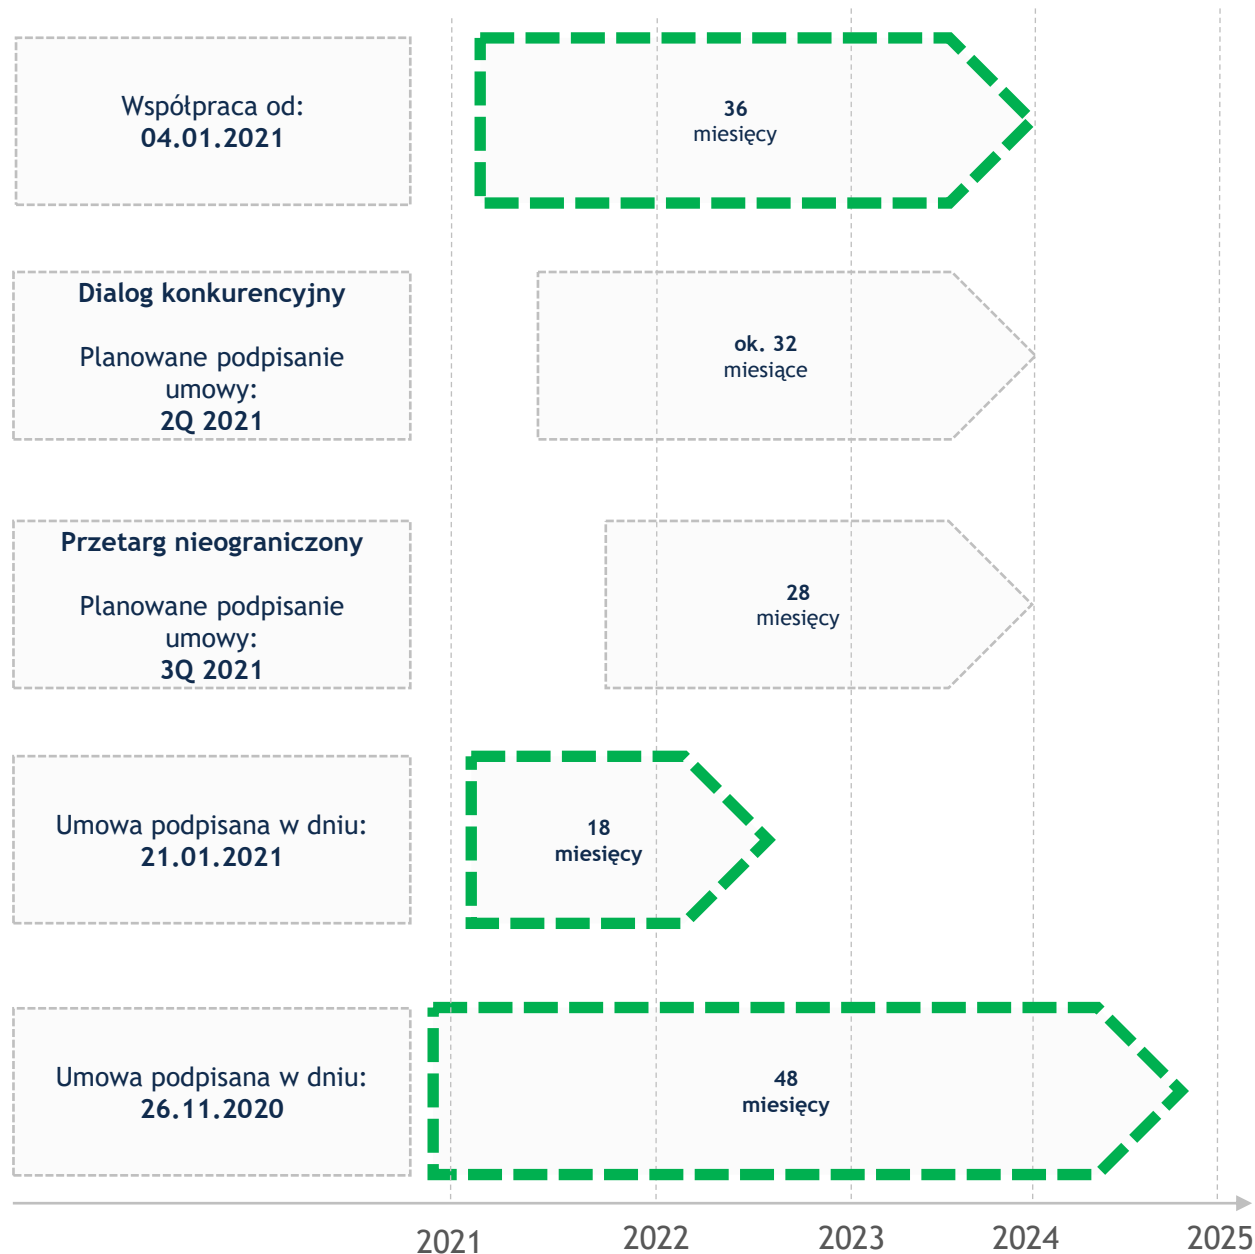 Współpraca od:
04.01.2021
36
miesięcy
Dialog konkurencyjny
Planowane podpisanie
umowy:
2Q 2021
ok. 32
miesiące
Przetarg nieograniczony
Planowane podpisanie
umowy:
3Q 2021
28
miesięcy
Umowa podpisana w dniu:
21.01.2021
18
miesięcy
Umowa podpisana w dniu:
26.11.2020
48
miesięcy
2021 2022 2023 2024 2025